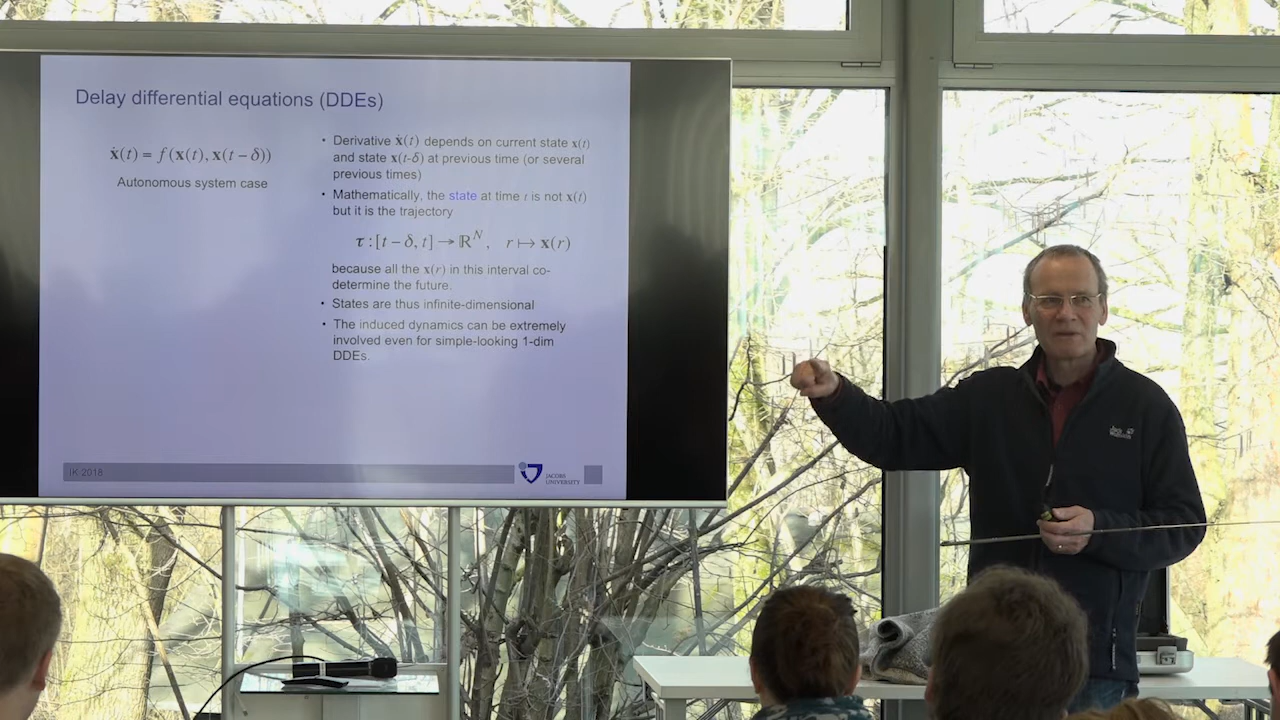 Delay differential equations (DDEs)
ẋ(t) = f(x(t), x(t − δ))
Autonomous system case
• Derivative ẋ(t) depends on current state x(t)
and state x(t-δ) at previous time (or several
previous times)
• Mathematically, the state at time t is not x(t)
but it is the trajectory
τ : [t − δ, t] → ℝᴺ, r ↦ x(r)
because all the x(r) in this interval co-
determine the future.
• States are thus infinite-dimensional
• The induced dynamics can be extremely
involved even for simple-looking 1-dim
DDEs.
IK 2018
JACOBS
UNIVERSITY
Jack
Wolfskin